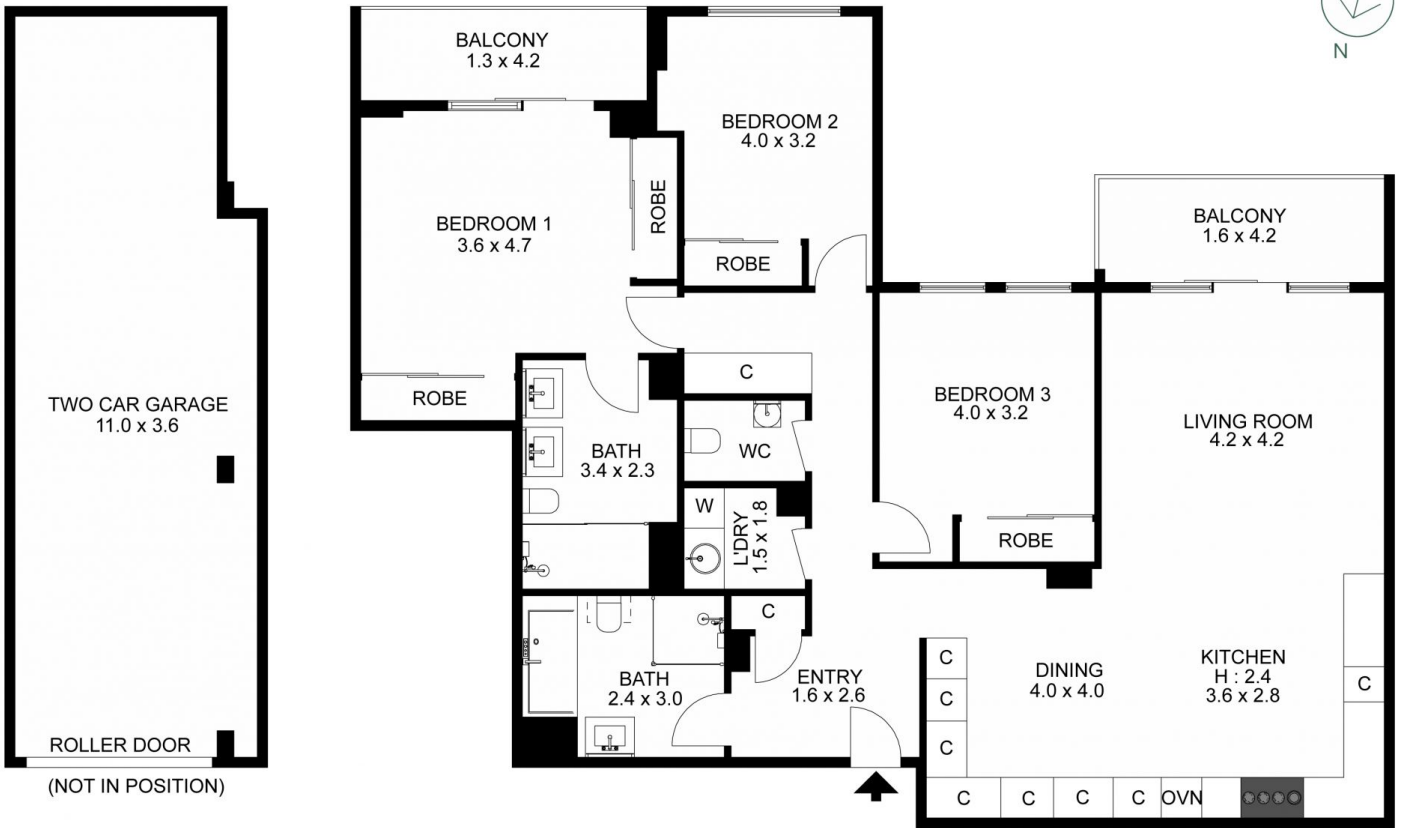 N
BALCONY
1.3 x 4.2
BEDROOM 2
4.0 x 3.2
ROBE
BEDROOM 1
3.6 x 4.7
ROBE
ROBE
BALCONY
1.6 x 4.2
TWO CAR GARAGE
11.0 x 3.6
ROLLER DOOR
(NOT IN POSITION)
C
BEDROOM 3
4.0 x 3.2
ROBE
LIVING ROOM
4.2 x 4.2
BATH
3.4 x 2.3
WC
W
L'DRY
1.5 x 1.8
C
BATH
2.4 x 3.0
ENTRY
1.6 x 2.6
C
C
C
DINING
4.0 x 4.0
KITCHEN
H : 2.4
3.6 x 2.8
C
C
C
C
C
OVN